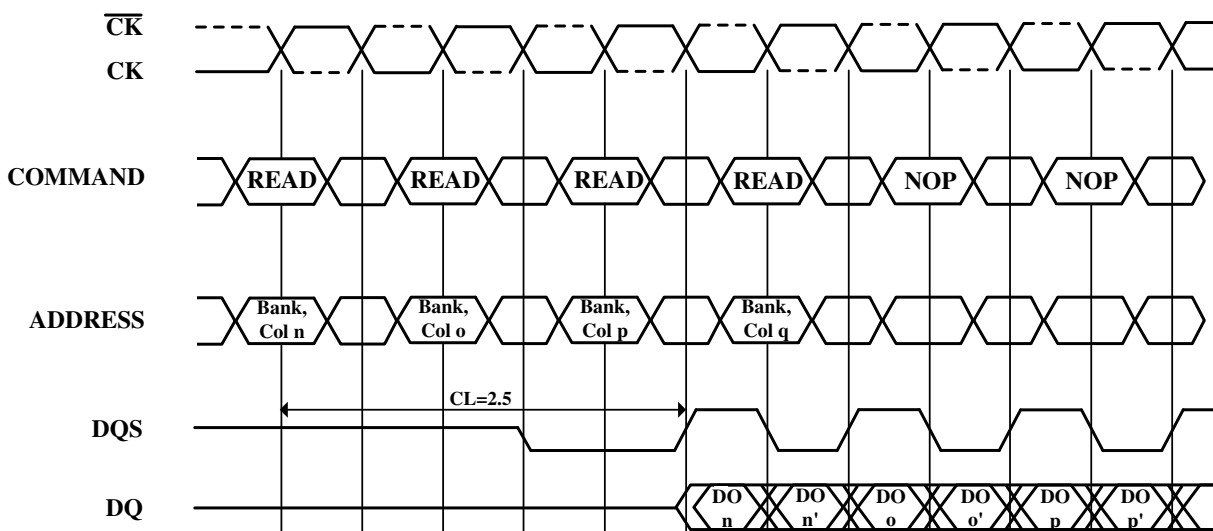 CK
CK
COMMAND READ READ READ READ NOP NOP
ADDRESS Bank, Col n Bank, Col o Bank, Col p Bank, Col q
CL=2.5
DQS
DQ DO n DO n' DO o DO o' DO p DO p'